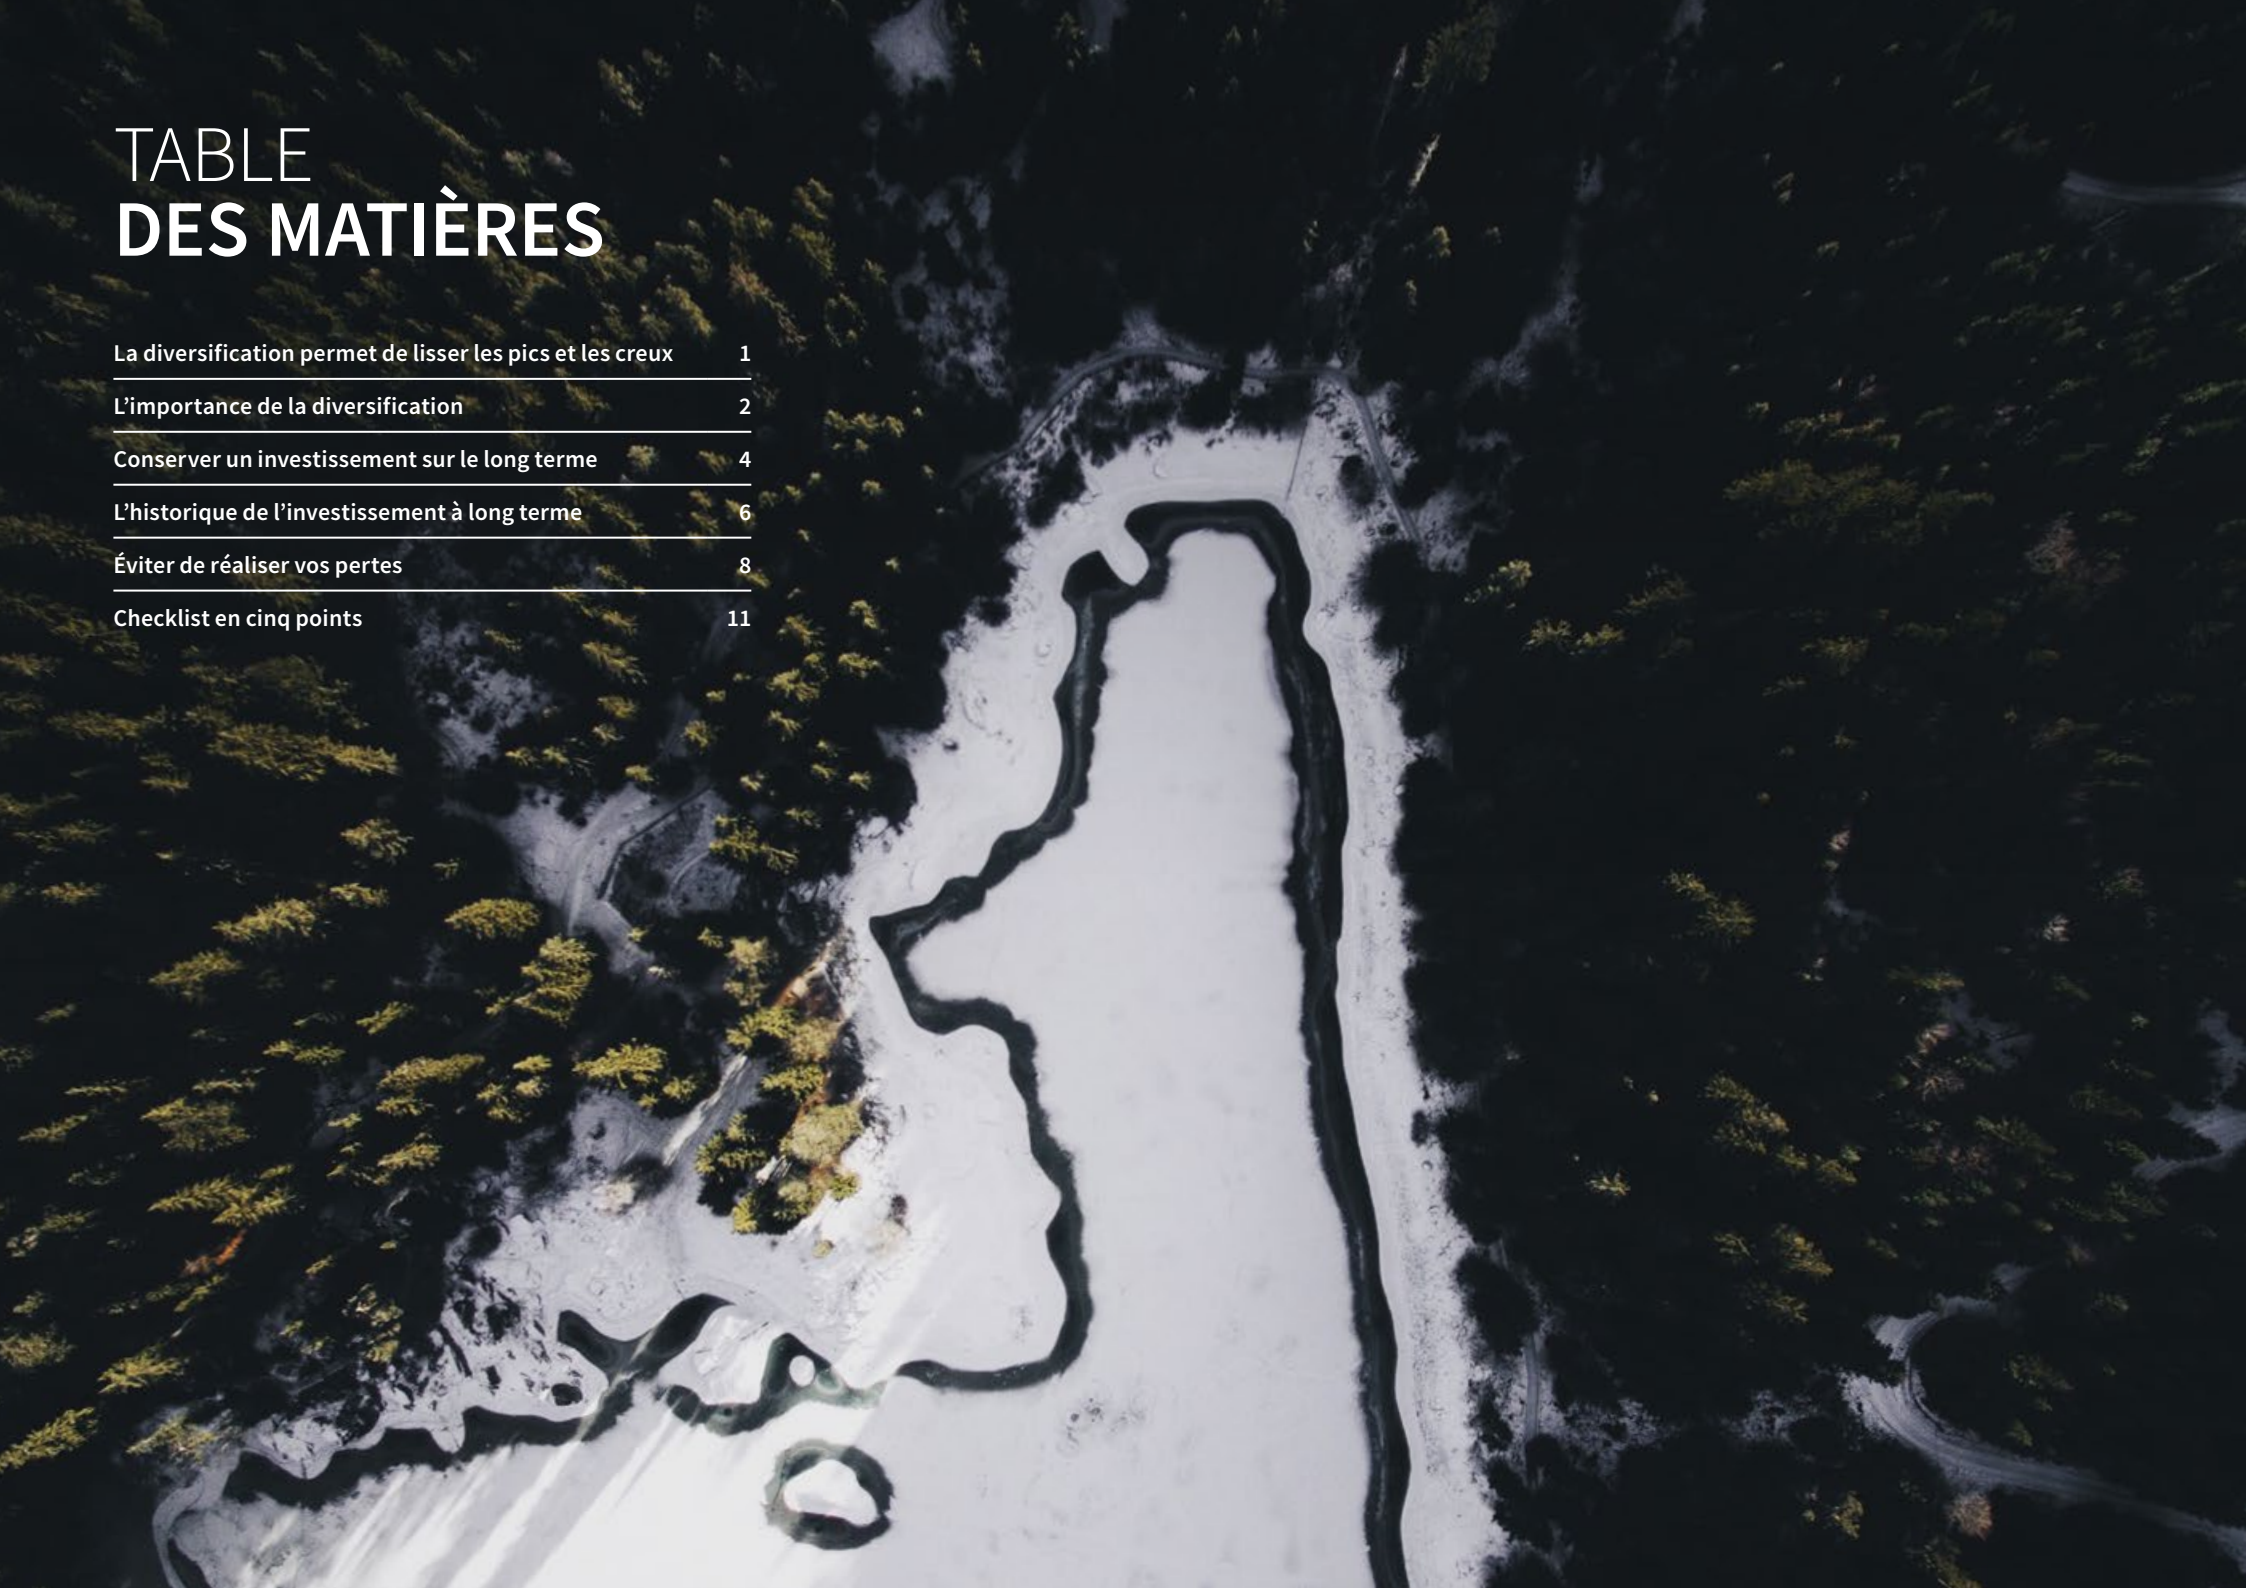 TABLE
DES MATIÈRES
La diversification permet de lisser les pics et les creux 1
L’importance de la diversification 2
Conserver un investissement sur le long terme 4
L’historique de l’investissement à long terme 6
Éviter de réaliser vos pertes 8
Checklist en cinq points 11